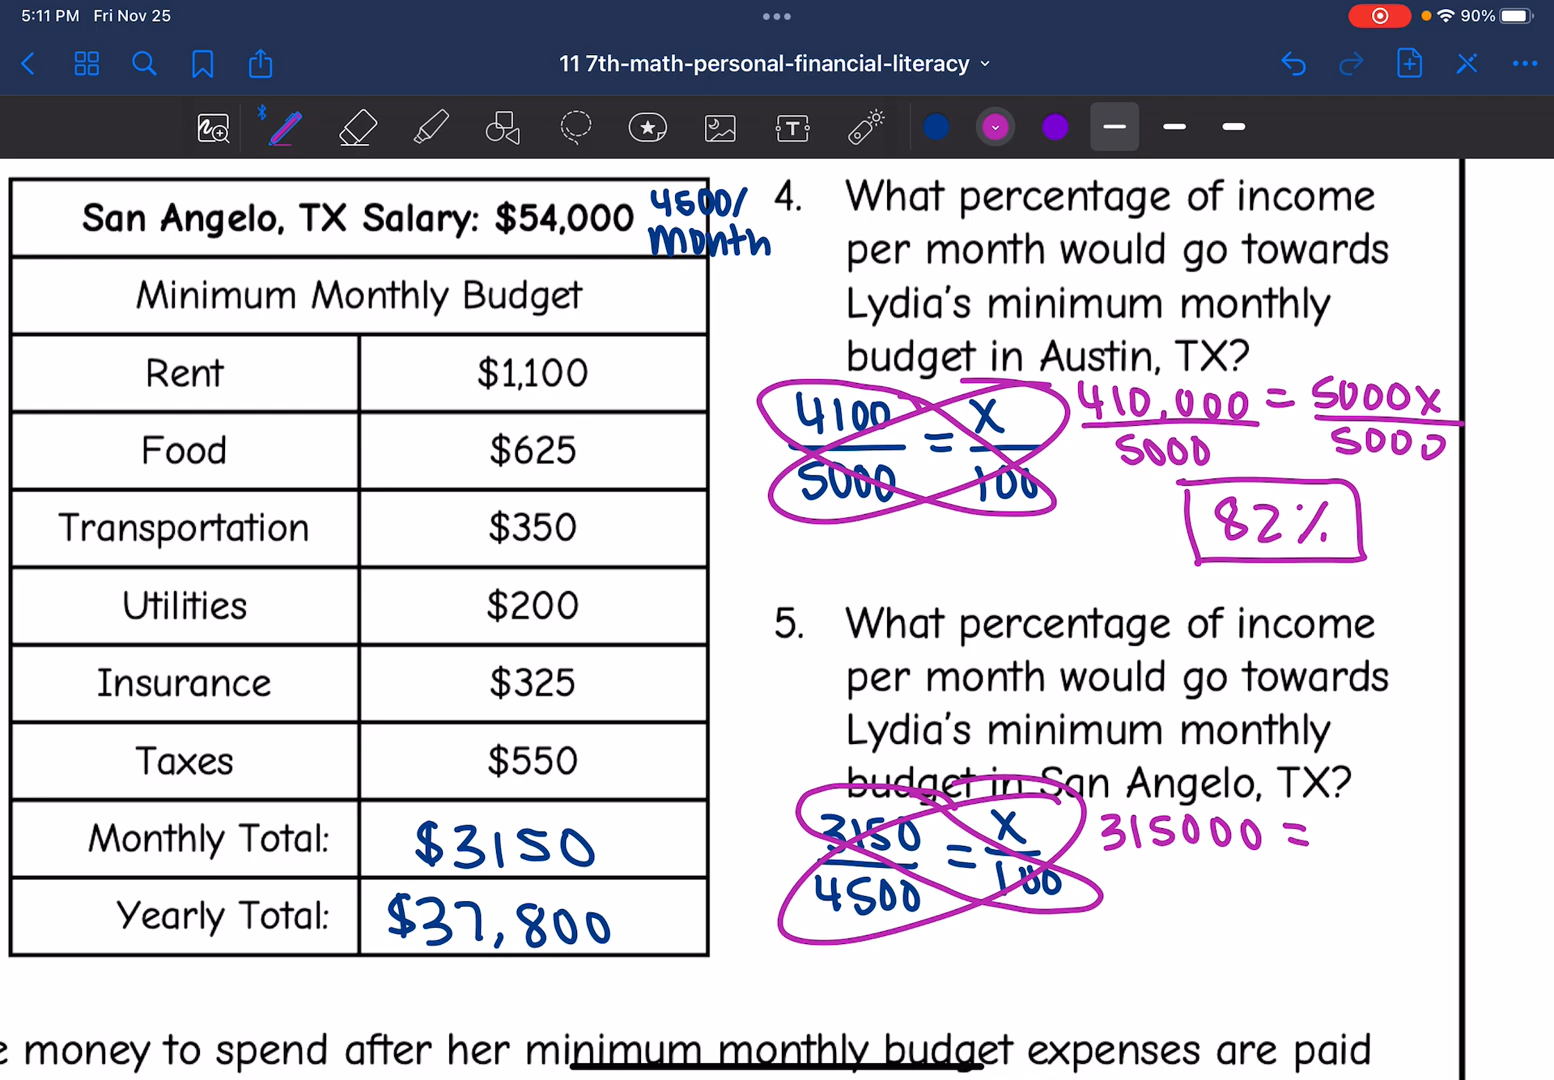 5:11 PM Fri Nov 25
90%
11 7th-math-personal-financial-literacy
T
San Angelo, TX Salary: $54,000
4500/
month
Minimum Monthly Budget
Rent $1,100
Food $625
Transportation $350
Utilities $200
Insurance $325
Taxes $550
Monthly Total: $3150
Yearly Total: $37,800
4. What percentage of income
per month would go towards
Lydia's minimum monthly
budget in Austin, TX?
4100/5000 = x/100
410,000/5000 = 5000x/5000
82%
5. What percentage of income
per month would go towards
Lydia's minimum monthly
budget in San Angelo, TX?
3150/4500 = x/100
315000 =
e money to spend after her minimum monthly budget expenses are paid